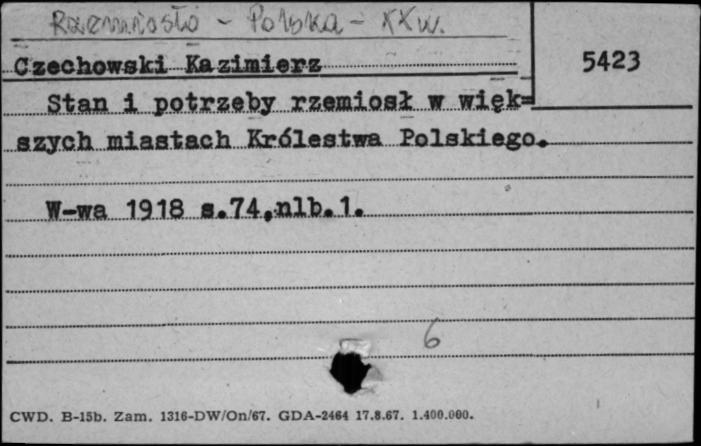 Rzemiosło - Polska - XX w.
Czechowski Kazimierz
5423
Stan i potrzeby rzemiosł w więk=
szych miastach Królestwa Polskiego.
W-wa 1918 s.74,nlb.1.
6
CWD. B-15b. Zam. 1316-DW/On/67. GDA-2464 17.8.67. 1.400.000.